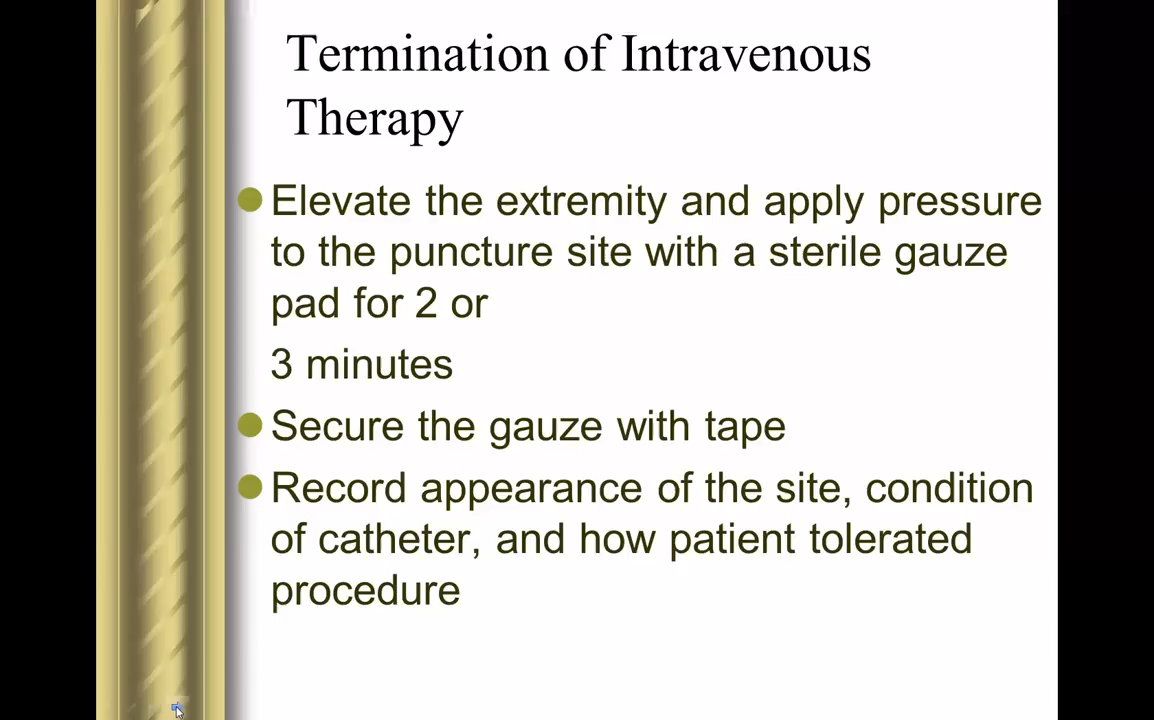 Termination of Intravenous
Therapy
Elevate the extremity and apply pressure
to the puncture site with a sterile gauze
pad for 2 or
3 minutes
Secure the gauze with tape
Record appearance of the site, condition
of catheter, and how patient tolerated
procedure